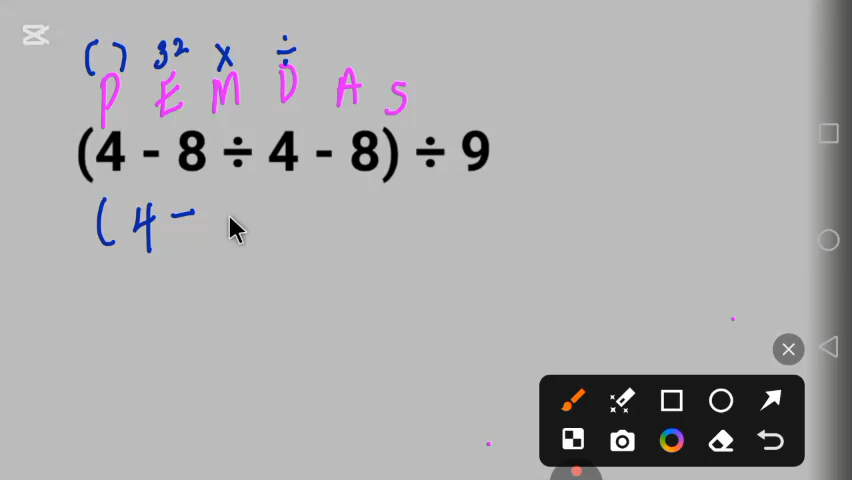 ( ) 3² × ÷
P E M D A S
(4 - 8 ÷ 4 - 8) ÷ 9
( 4 -